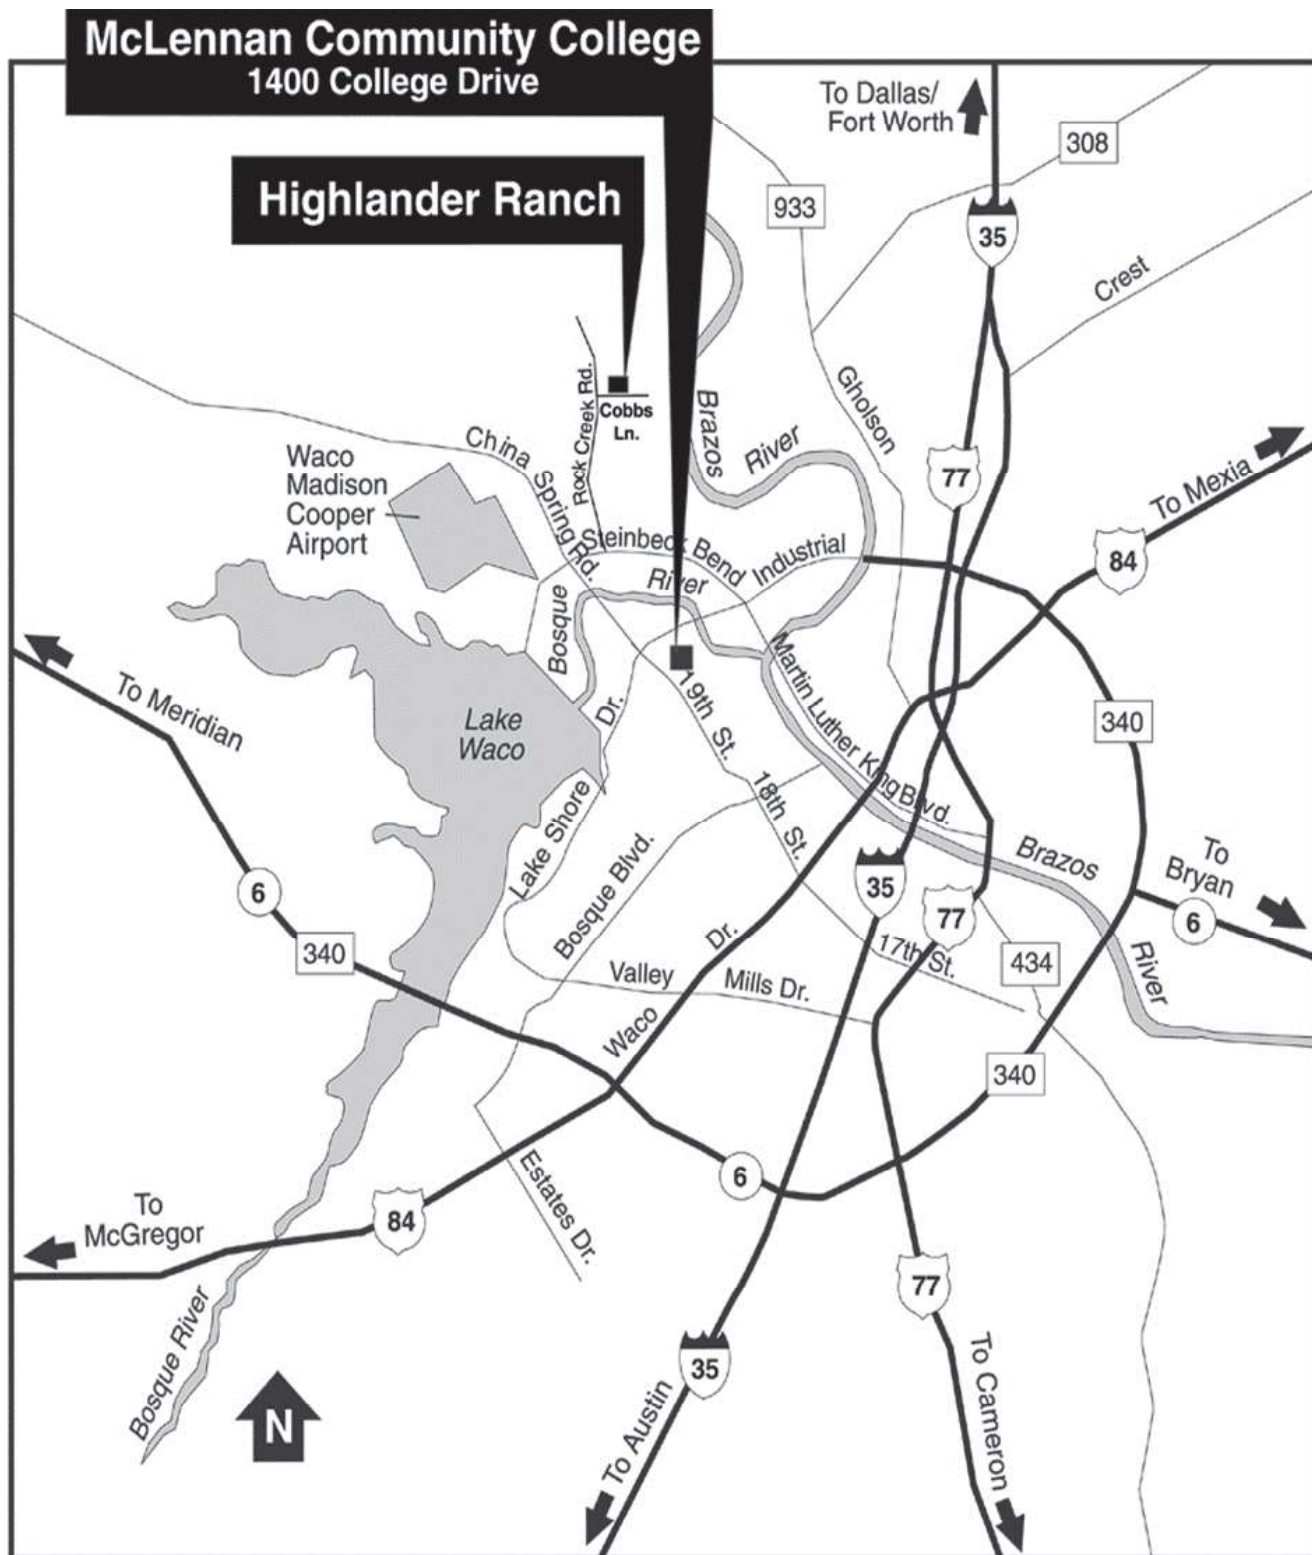 McLennan Community College
1400 College Drive
Highlander Ranch
To Dallas/
Fort Worth
308
933
35
Crest
Rock Creek Rd.
Cobbs
Ln.
Brazos
River
Gholson
China
Spring Rd.
Waco
Madison
Cooper
Airport
77
To Mexia
84
Steinbeck Bend
Industrial
River
Bosque
To Meridian
Lake
Waco
Dr.
19th St.
Martin Luther King Blvd.
340
18th St.
Lake Shore
Bosque Blvd.
Brazos
To
Bryan
6
35
77
6
340
Dr.
17th St.
434
River
Valley
Mills Dr.
Waco
340
6
Estates Dr.
To
McGregor
84
77
Bosque River
35
To Austin
To Cameron
N